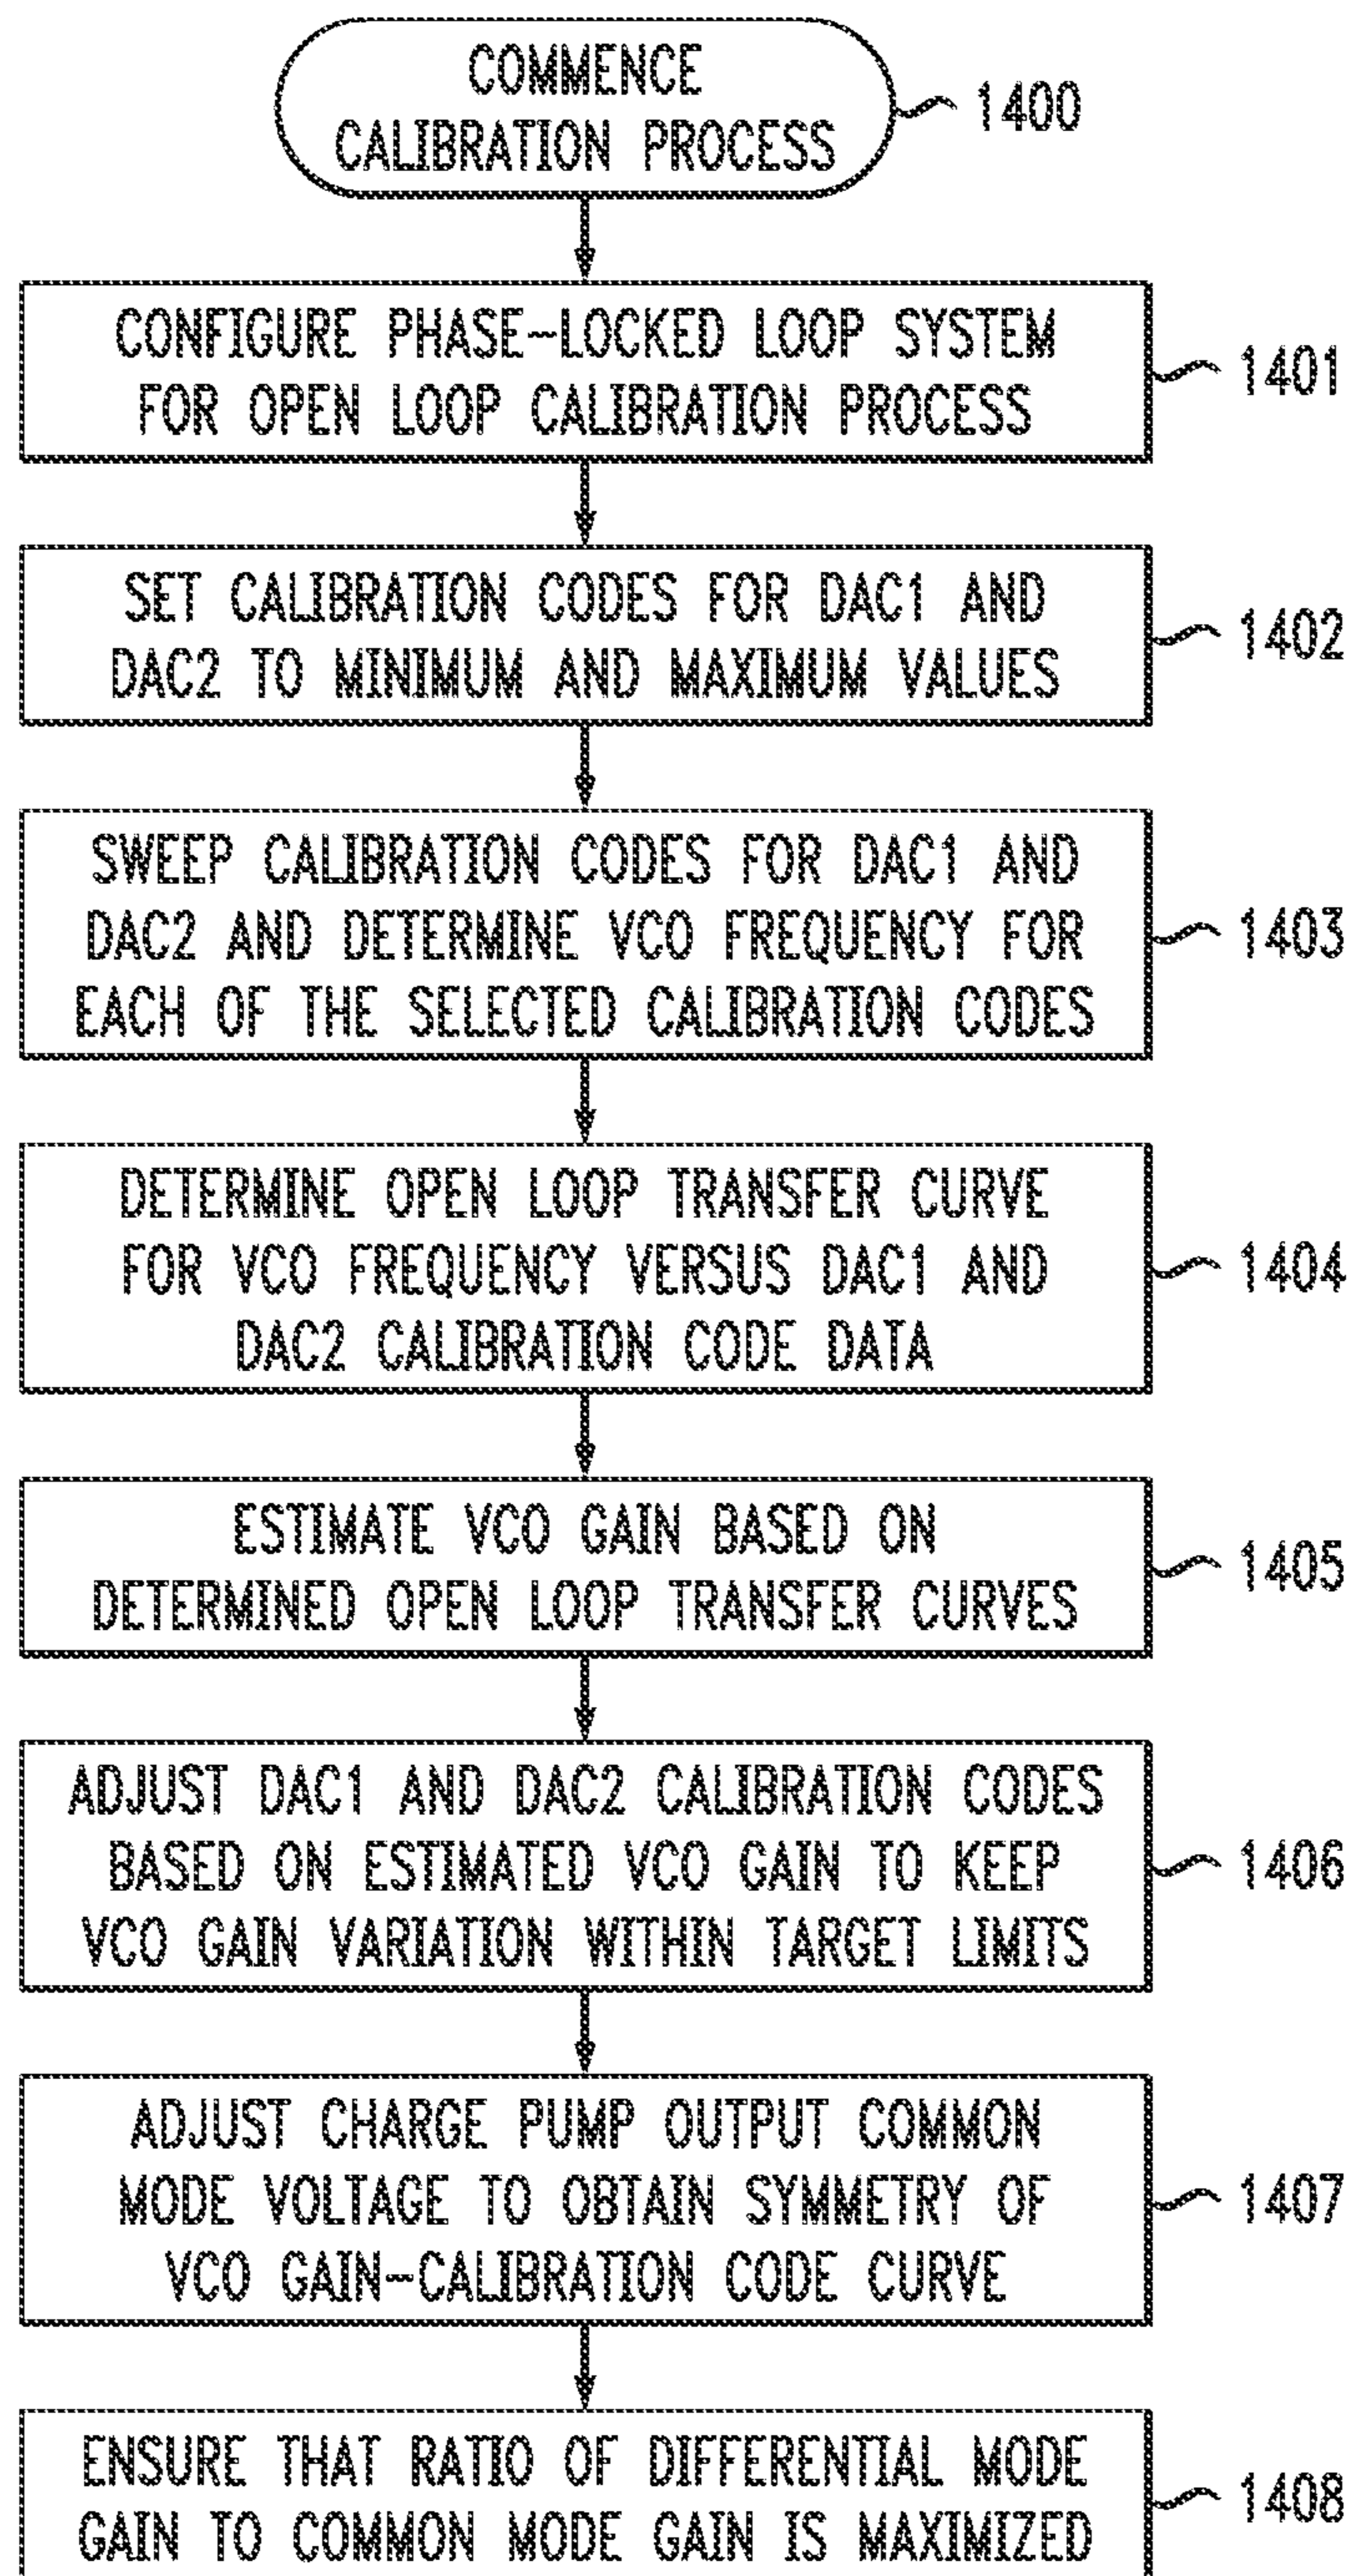 COMMENCE
CALIBRATION PROCESS
1400
CONFIGURE PHASE-LOCKED LOOP SYSTEM
FOR OPEN LOOP CALIBRATION PROCESS
1401
SET CALIBRATION CODES FOR DAC1 AND
DAC2 TO MINIMUM AND MAXIMUM VALUES
1402
SWEEP CALIBRATION CODES FOR DAC1 AND
DAC2 AND DETERMINE VCO FREQUENCY FOR
EACH OF THE SELECTED CALIBRATION CODES
1403
DETERMINE OPEN LOOP TRANSFER CURVE
FOR VCO FREQUENCY VERSUS DAC1 AND
DAC2 CALIBRATION CODE DATA
1404
ESTIMATE VCO GAIN BASED ON
DETERMINED OPEN LOOP TRANSFER CURVES
1405
ADJUST DAC1 AND DAC2 CALIBRATION CODES
BASED ON ESTIMATED VCO GAIN TO KEEP
VCO GAIN VARIATION WITHIN TARGET LIMITS
1406
ADJUST CHARGE PUMP OUTPUT COMMON
MODE VOLTAGE TO OBTAIN SYMMETRY OF
VCO GAIN-CALIBRATION CODE CURVE
1407
ENSURE THAT RATIO OF DIFFERENTIAL MODE
GAIN TO COMMON MODE GAIN IS MAXIMIZED
1408